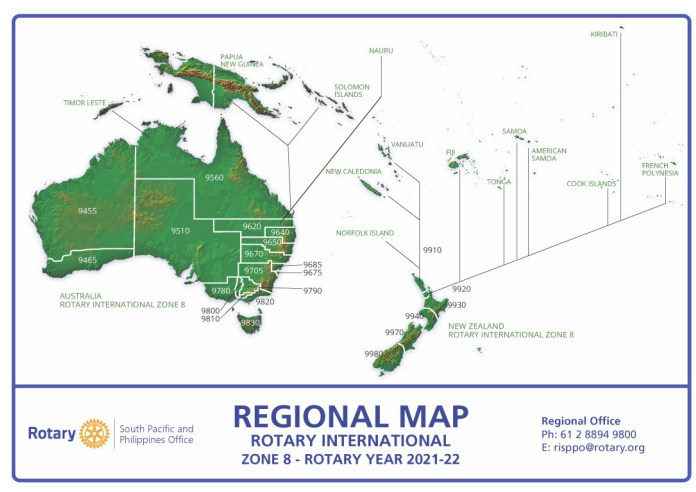 KIRIBATI
NAURU
PAPUA
NEW GUINEA
SOLOMON
ISLANDS
TIMOR LESTE
SAMOA
VANUATU
FIJI
AMERICAN
SAMOA
NEW CALEDONIA
TONGA
COOK ISLANDS
FRENCH
POLYNESIA
9560
9455
NORFOLK ISLAND
9510
9620
9640
9650
9910
9670
9465
9705
9685
9675
9780
9790
9920
AUSTRALIA
ROTARY INTERNATIONAL ZONE 8
9820
9800
9810
9830
9930
9940
NEW ZEALAND
ROTARY INTERNATIONAL ZONE 8
9970
9980
Rotary
South Pacific and
Philippines Office
REGIONAL MAP
ROTARY INTERNATIONAL
ZONE 8 - ROTARY YEAR 2021-22
Regional Office
Ph: 61 2 8894 9800
E: risppo@rotary.org